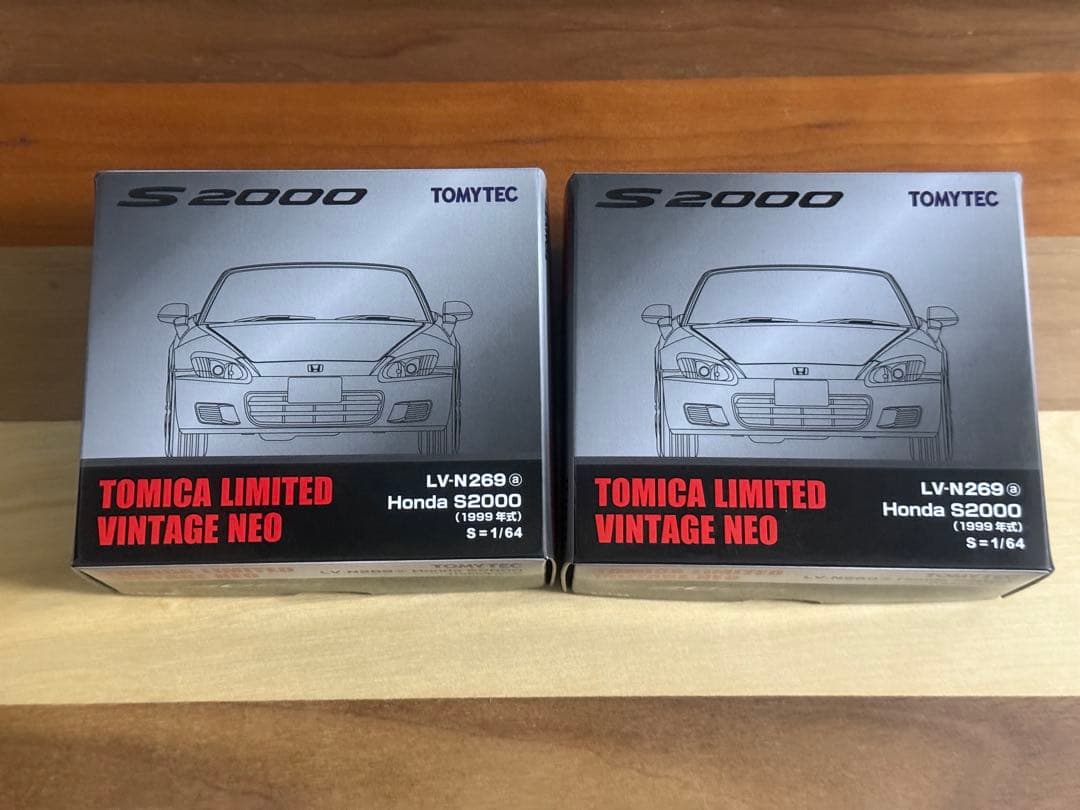 S2000 TOMYTEC
TOMICA LIMITED
VINTAGE NEO
LV-N269ⓐ
Honda S2000
(1999年式)
S=1/64
TOMYTEC
S2000 TOMYTEC
TOMICA LIMITED
VINTAGE NEO
LV-N269ⓐ
Honda S2000
(1999年式)
S=1/64
TOMYTEC